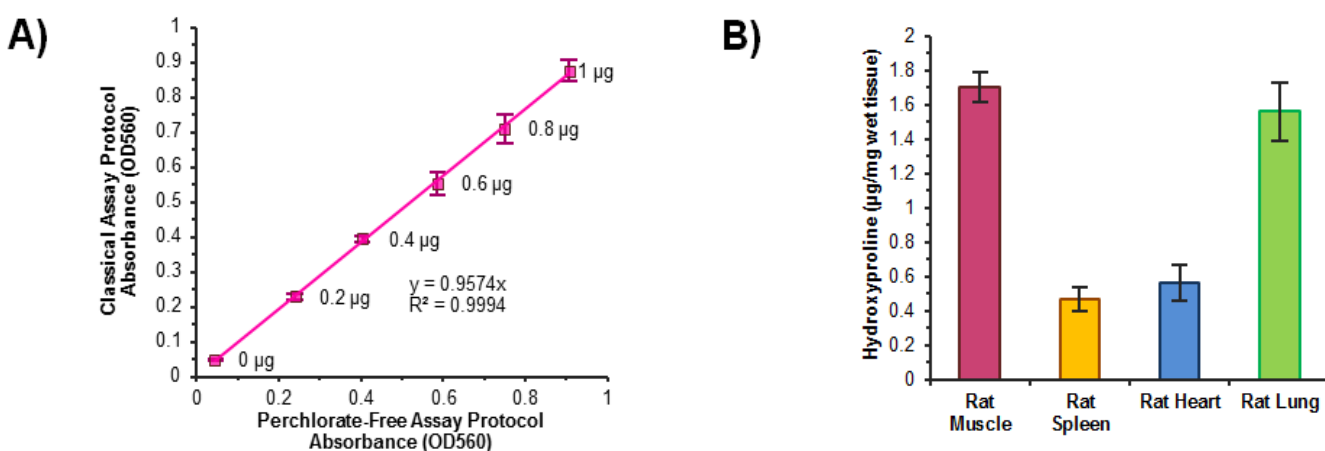 A)
Classical Assay Protocol
Absorbance (OD560)
1
0.9
0.8
0.7
0.6
0.5
0.4
0.3
0.2
0.1
0
0
0.2
0.4
0.6
0.8
1
0 µg
0.2 µg
0.4 µg
0.6 µg
0.8 µg
1 µg
y = 0.9574x
R² = 0.9994
Perchlorate-Free Assay Protocol
Absorbance (OD560)
B)
Hydroxyproline (µg/mg wet tissue)
2
1.8
1.6
1.4
1.2
1
0.8
0.6
0.4
0.2
0
Rat
Muscle
Rat
Spleen
Rat Heart
Rat Lung